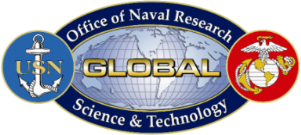 Office of Naval Research
USN
GLOBAL
Science & Technology